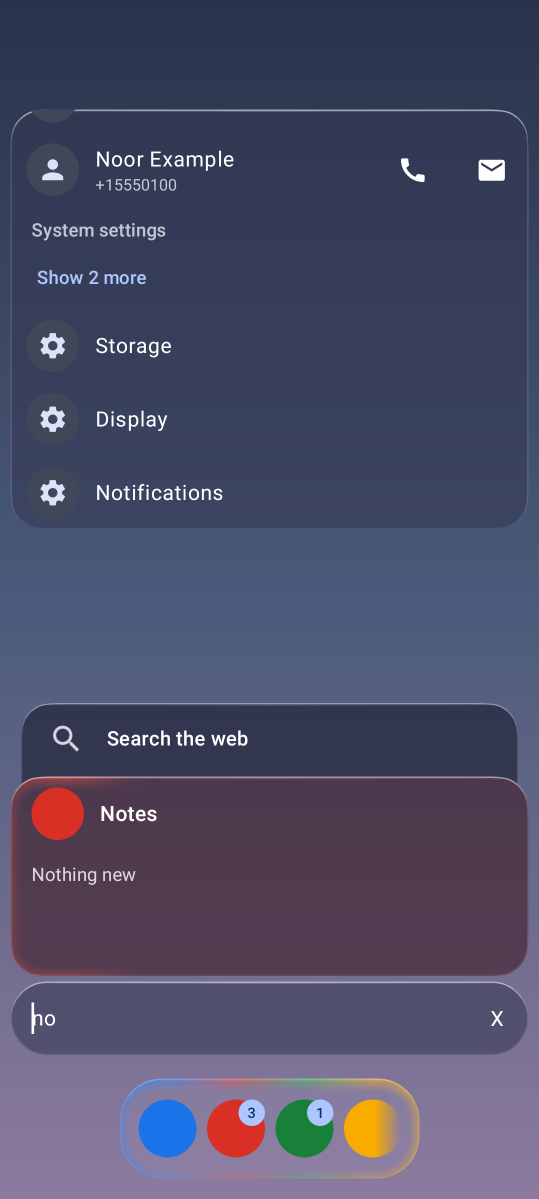 Noor Example
+15550100
System settings
Show 2 more
Storage
Display
Notifications
Search the web
Notes
Nothing new
no X
3 1